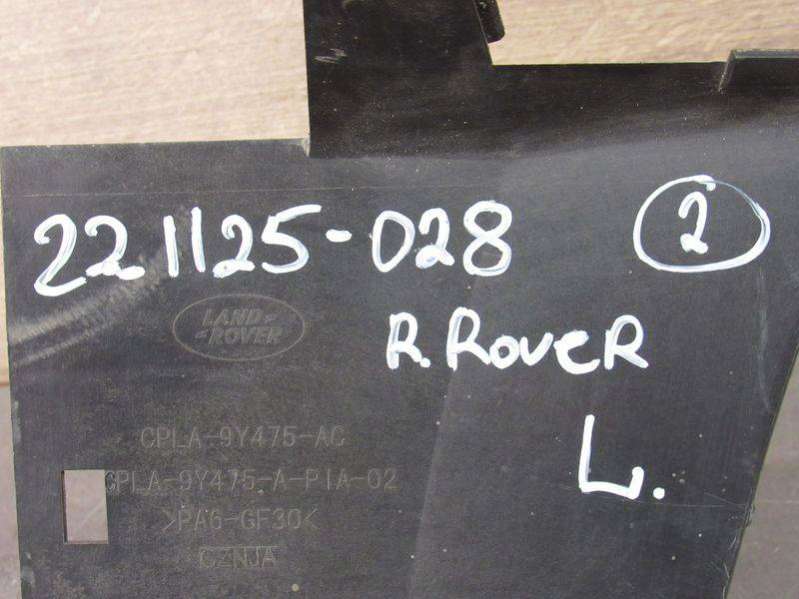 221125-028 2
LAND
ROVER
R. RoveR
L.
CPLA-9Y475-AC
CPLA-9Y475-A-PIA-02
>PA6-GF30<
CZNJA